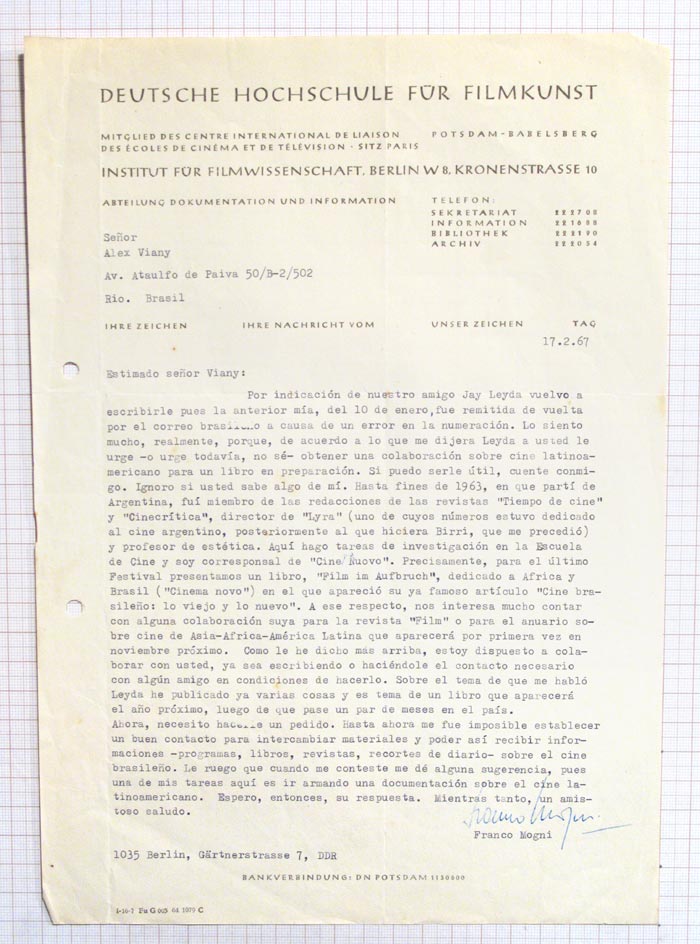 DEUTSCHE HOCHSCHULE FÜR FILMKUNST
MITGLIED DES CENTRE INTERNATIONAL DE LIAISON POTSDAM-BABELSBERG
DES ÉCOLES DE CINÉMA ET DE TÉLÉVISION · SITZ PARIS
INSTITUT FÜR FILMWISSENSCHAFT, BERLIN W 8, KRONENSTRASSE 10
ABTEILUNG DOKUMENTATION UND INFORMATION TELEFON:
SEKRETARIAT 222708
INFORMATION 221688
BIBLIOTHEK 228190
ARCHIV 222054
Señor
Alex Viany
Av. Ataulfo de Paiva 50/B-2/502
Rio. Brasil
IHRE ZEICHEN IHRE NACHRICHT VOM UNSER ZEICHEN TAG
17.2.67
Estimado señor Viany:
Por indicación de nuestro amigo Jay Leyda vuelvo a
escribirle pues la anterior mía, del 10 de enero,fue remitida de vuelta
por el correo brasileño a causa de un error en la numeración. Lo siento
mucho, realmente, porque, de acuerdo a lo que me dijera Leyda a usted le
urge -o urge todavía, no sé- obtener una colaboración sobre cine latino-
americano para un libro en preparación. Si puedo serle útil, cuente conmi-
go. Ignoro si usted sabe algo de mí. Hasta fines de 1963, en que partí de
Argentina, fuí miembro de las redacciones de las revistas "Tiempo de cine"
y "Cinecrítica", director de "Lyra" (uno de cuyos números estuvo dedicado
al cine argentino, posteriormente al que hiciera Birri, que me precedió)
y profesor de estética. Aquí hago tareas de investigación en la Escuela
de Cine y soy corresponsal de "Cine Nuovo". Precisamente, para el último
Festival presentamos un libro, "Film im Aufbruch", dedicado a Africa y
Brasil ("Cinema novo") en el que apareció su ya famoso artículo "Cine bra-
sileño: lo viejo y lo nuevo". A ese respecto, nos interesa mucho contar
con alguna colaboración suya para la revista "Film" o para el anuario so-
bre cine de Asia-Africa-América Latina que aparecerá por primera vez en
noviembre próximo. Como le he dicho más arriba, estoy dispuesto a cola-
borar con usted, ya sea escribiendo o haciéndole el contacto necesario
con algún amigo en condiciones de hacerlo. Sobre el tema de que me habló
Leyda he publicado ya varias cosas y es tema de un libro que aparecerá
el año próximo, luego de que pase un par de meses en el país.
Ahora, necesito hacerle un pedido. Hasta ahora me fue imposible establecer
un buen contacto para intercambiar materiales y poder así recibir infor-
maciones -programas, libros, revistas, recortes de diario- sobre el cine
brasileño. Le ruego que cuando me conteste me dé alguna sugerencia, pues
una de mis tareas aquí es ir armando una documentación sobre el cine la-
tinoamericano. Espero, entonces, su respuesta. Mientras tanto, un amis-
toso saludo.
Franco Mogni
Franco Mogni
1035 Berlin, Gärtnerstrasse 7, DDR
BANKVERBINDUNG: DN POTSDAM 1150800
I-16-7 Fu G 003 64 1979 C